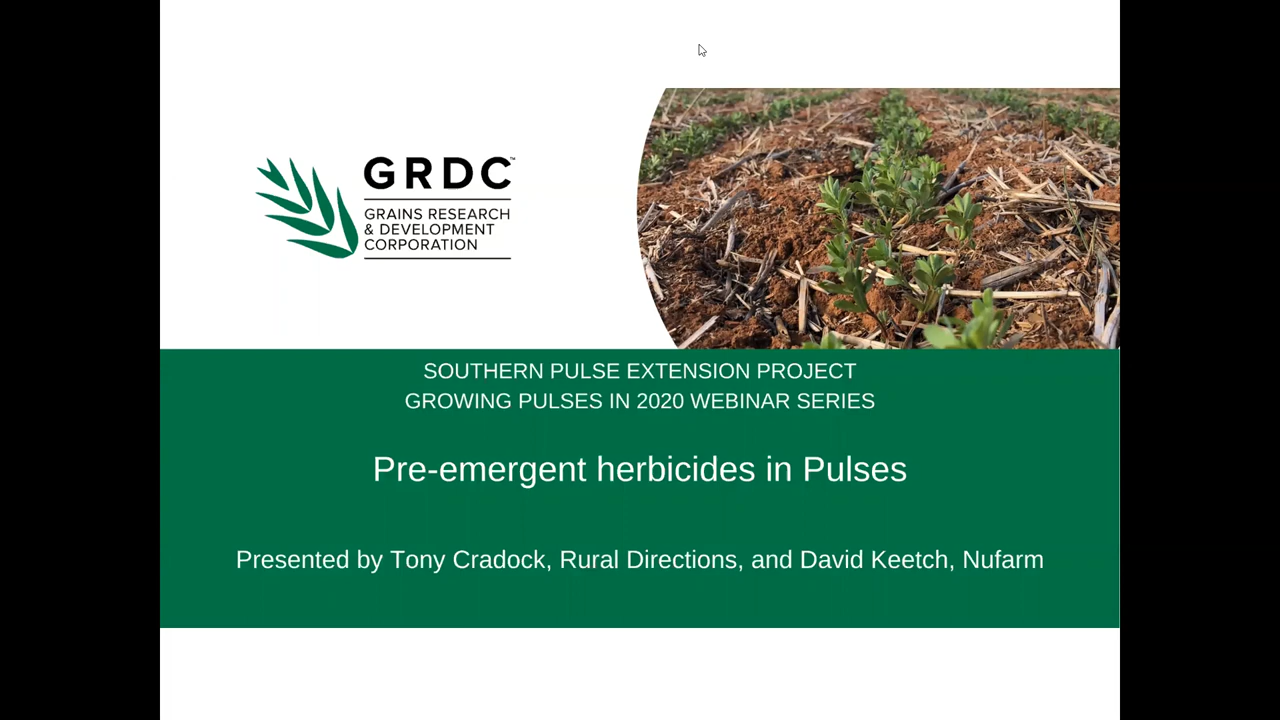 GRDC™
GRAINS RESEARCH
& DEVELOPMENT
CORPORATION
SOUTHERN PULSE EXTENSION PROJECT
GROWING PULSES IN 2020 WEBINAR SERIES
Pre-emergent herbicides in Pulses
Presented by Tony Cradock, Rural Directions, and David Keetch, Nufarm